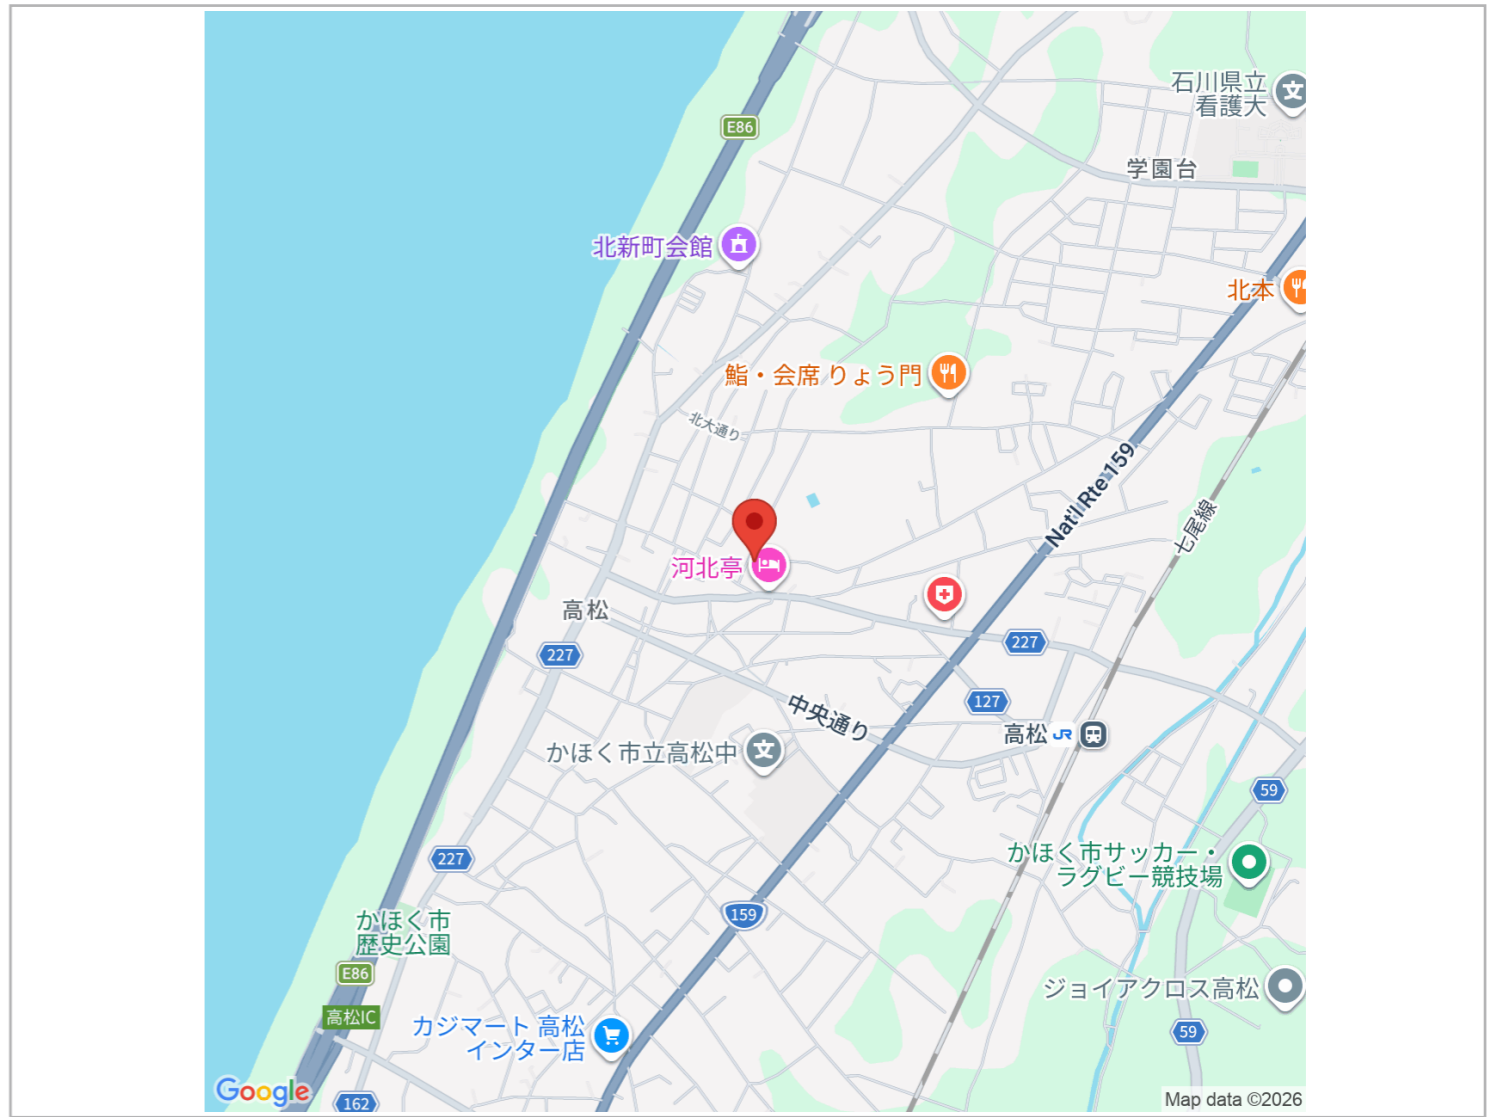 石川県立
看護大
E86
学園台
北新町会館
北本
鮨・会席 りょう門
北大通り
Nat'l Rte 159
七尾線
河北亭
高松
227
227
127
中央通り
高松 JR
かほく市立高松中
59
227
かほく市サッカー・
ラグビー競技場
159
かほく市
歴史公園
E86
ジョイアクロス高松
高松IC
カジマート 高松
インター店
59
Google
162
Map data ©2026